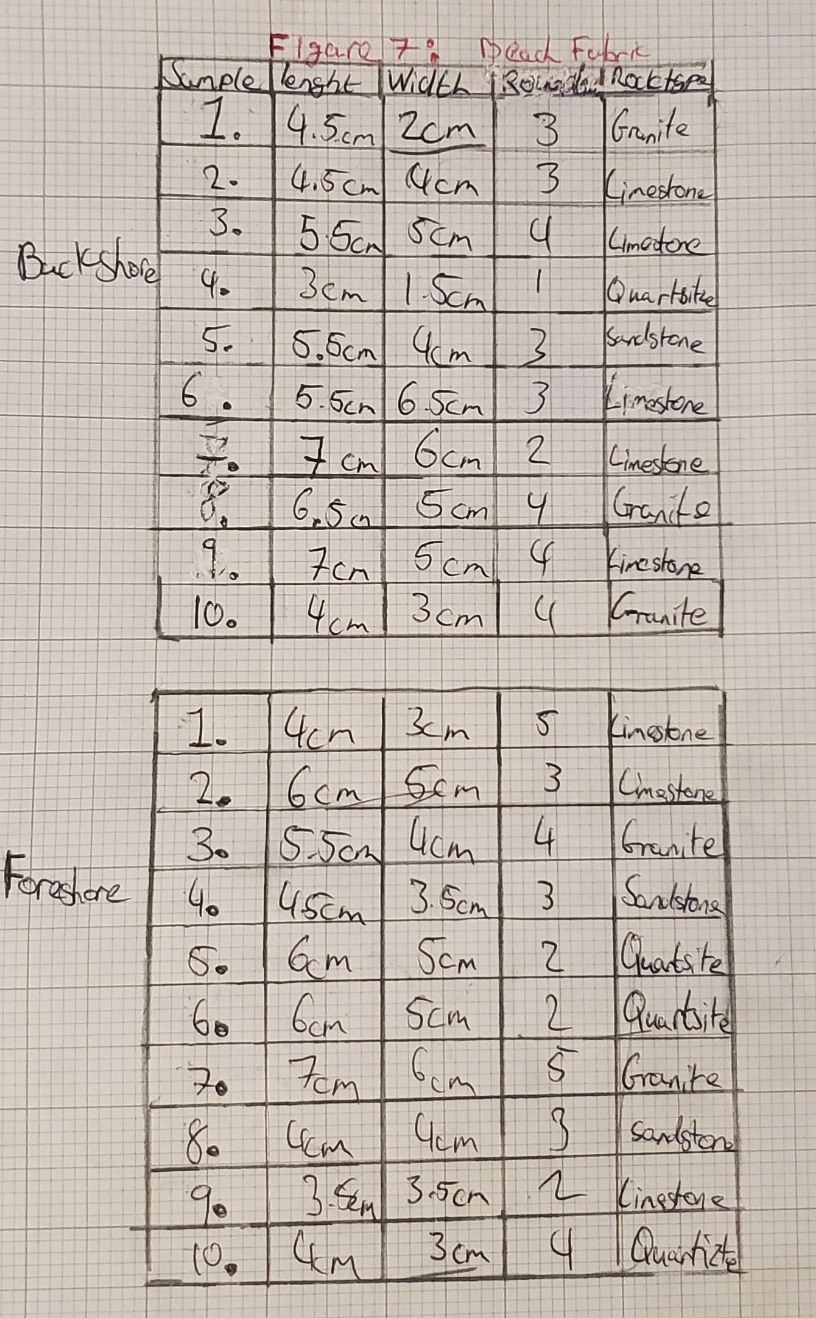 Figure 7: Beach Fabric
Sample lenght Width Rocktype
1. 4.5cm 2cm 3 Granite
2. 4.5cm 4cm 3 Limestone
3. 5.5cm 5cm 4 Limestone
Backshore
4. 3cm 1.5cm 1 Quartsite
5. 5.5cm 4cm 3 Sandstone
6. 5.5cm 6.5cm 3 Limestone
7. 7cm 6cm 2 Limestone
8. 6.5c 5cm 4 Granite
9. 7cm 5cm 4 Limestone
10. 4cm 3cm 4 Granite
1. 4cm 3cm 5 Limestone
2. 6cm 5cm 3 Limestone
3. 5.5cm 4cm 4 Granite
Foreshore
4. 45cm 3.5cm 3 Sandstone
5. 6cm 5cm 2 Quatsite
6. 6cm 5cm 2 Quartsite
7. 7cm 6cm 5 Granite
8. 4cm 4cm 3 Sandstone
9. 3.5cm 3.5cm 2 Limestone
10. 4cm 3cm 4